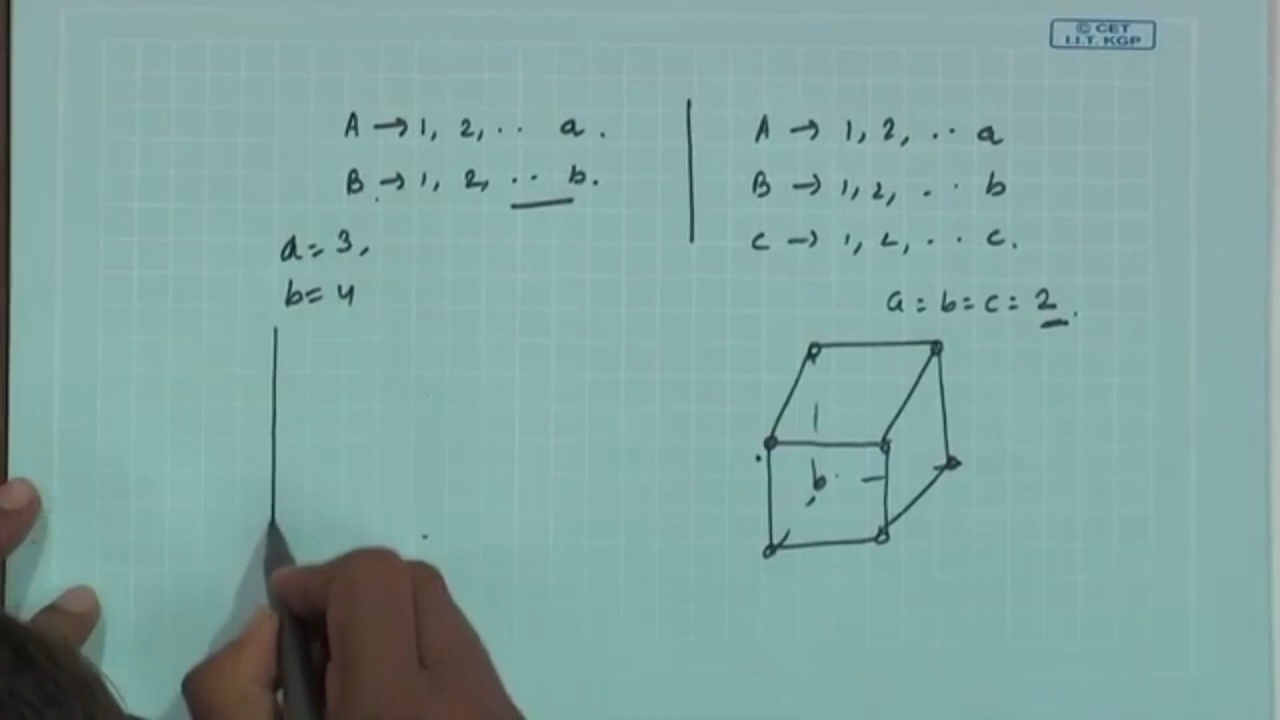 © CET
I.I.T. KGP
A → 1, 2, .. a.
B → 1, 2, .. b.
a = 3,
b = 4
A → 1, 2, .. a
B → 1, 2, .. b
C → 1, 2, .. c.
a = b = c = 2.
b